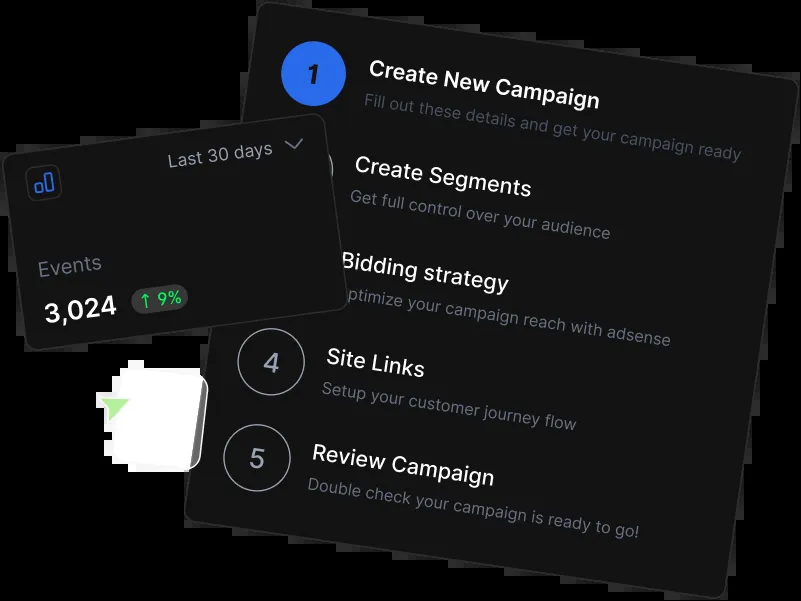 1
Create New Campaign
Fill out these details and get your campaign ready
Create Segments
Get full control over your audience
Bidding strategy
ptimize your campaign reach with adsense
4
Site Links
Setup your customer journey flow
5
Review Campaign
Double check your campaign is ready to go!
Last 30 days
Events
3,024
↑ 9%